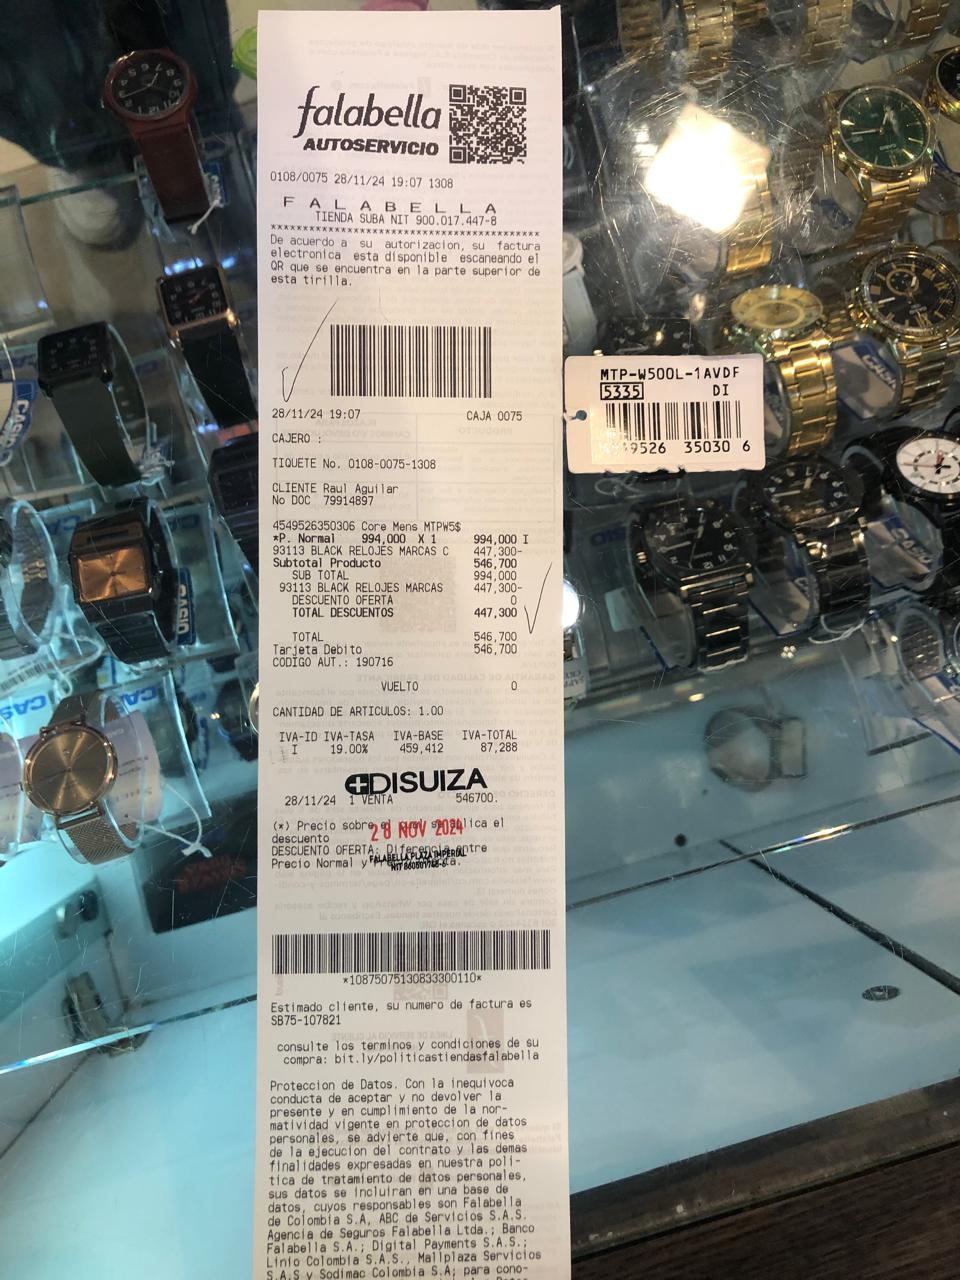 falabella
AUTOSERVICIO
0108/0075 28/11/24 19:07 1308
F A L A B E L L A
TIENDA SUBA NIT 900.017.447-8
De acuerdo a su autorizacion, su factura
electronica esta disponible escaneando el
QR que se encuentra en la parte superior de
esta tirilla.
28/11/24 19:07 CAJA 0075
CAJERO :
TIQUETE No. 0108-0075-1308
CLIENTE Raul Aguilar
No DOC 79914897
4549526350306 Core Mens MTPW5$
*P. Normal 994,000 X 1 994,000 I
93113 BLACK RELOJES MARCAS C 447,300-
Subtotal Producto 546,700
SUB TOTAL 994,000
93113 BLACK RELOJES MARCAS 447,300-
DESCUENTO OFERTA 0
TOTAL DESCUENTOS 447,300
TOTAL 546,700
Tarjeta Debito 546,700
CODIGO AUT.: 190716
VUELTO 0
CANTIDAD DE ARTICULOS: 1.00
IVA-ID IVA-TASA IVA-BASE IVA-TOTAL
I 19.00% 459,412 87,288
DISUIZA
28/11/24 1 VENTA 546700.
(*) Precio sobre el cual se aplica el
descuento
28 NOV 2024
DESCUENTO OFERTA: Diferencia entre
FALABELLA PLAZA IMPERIAL
Precio Normal y
*10875075130833300110*
Estimado cliente, su numero de factura es
SB75-107821
consulte los terminos y condiciones de su
compra: bit.ly/politicastiendasfalabella
Proteccion de Datos. Con la inequivoca
conducta de aceptar y no devolver la
presente y en cumplimiento de la nor-
matividad vigente en proteccion de datos
personales, se advierte que, con fines
de la ejecucion del contrato y las demas
finalidades expresadas en nuestra poli-
tica de tratamiento de datos personales,
sus datos se incluiran en una base de
datos, cuyos responsables son Falabella
de Colombia S.A, ABC de Servicios S.A.S.
Agencia de Seguros Falabella Ltda.; Banco
Falabella S.A.; Digital Payments S.A.S.;
Linio Colombia S.A.S., Mallplaza Servicios
S.A.S y Sodimac Colombia S.A; para cono-
MTP-W500L-1AVDF
5335 DI
9526 35030 6
CASIO
CASIO
CASIO